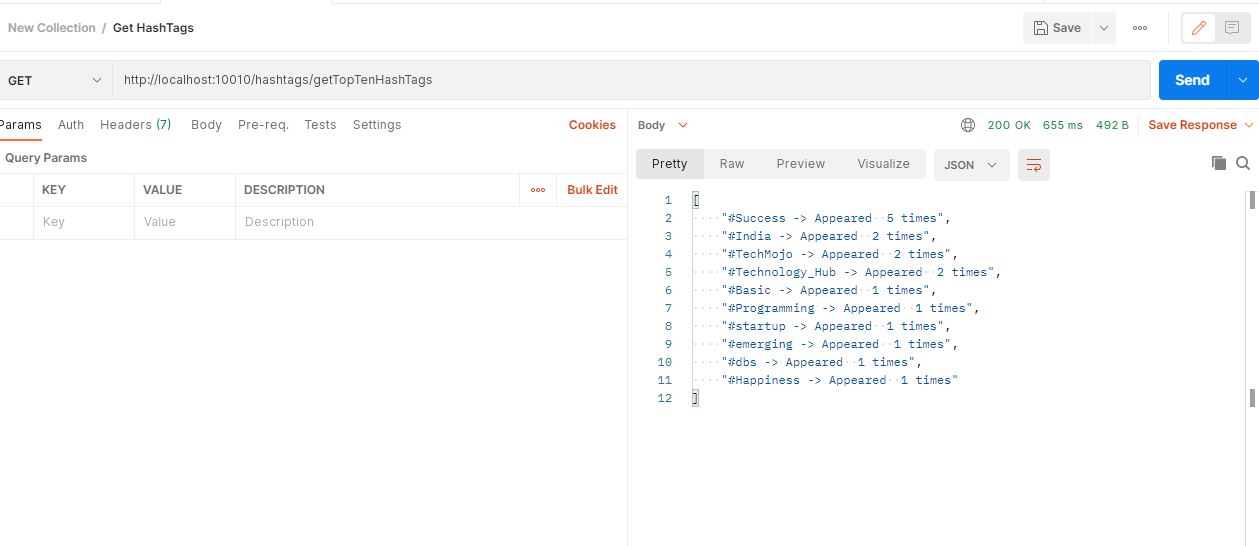 New Collection / Get HashTags
Save
GET
http://localhost:10010/hashtags/getTopTenHashTags
Send
Params Auth Headers (7) Body Pre-req. Tests Settings Cookies
Query Params
KEY VALUE DESCRIPTION Bulk Edit
Key Value Description
Body 200 OK 655 ms 492 B Save Response
Pretty Raw Preview Visualize JSON
1 [
2 "#Success -> Appeared  5 times",
3 "#India -> Appeared  2 times",
4 "#TechMojo -> Appeared  2 times",
5 "#Technology_Hub -> Appeared  2 times",
6 "#Basic -> Appeared  1 times",
7 "#Programming -> Appeared  1 times",
8 "#startup -> Appeared  1 times",
9 "#emerging -> Appeared  1 times",
10 "#dbs -> Appeared  1 times",
11 "#Happiness -> Appeared  1 times"
12 ]